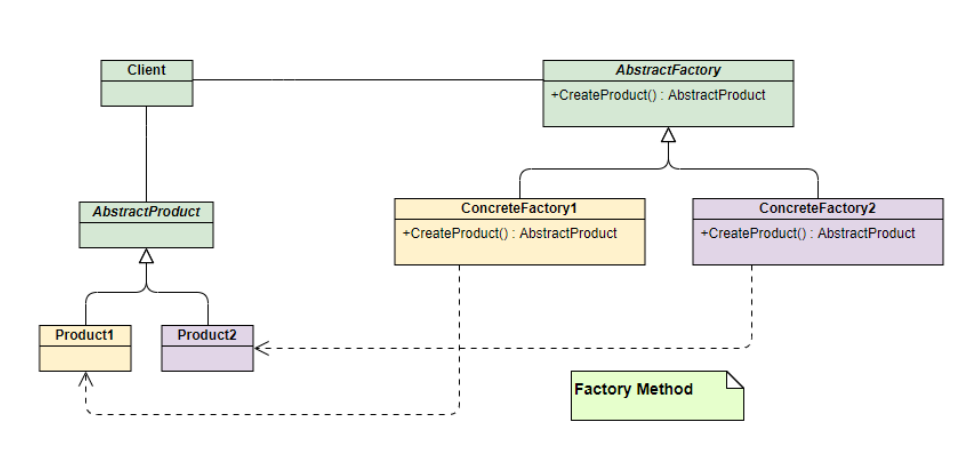 Client
AbstractFactory
+CreateProduct() : AbstractProduct
AbstractProduct
ConcreteFactory1
+CreateProduct() : AbstractProduct
ConcreteFactory2
+CreateProduct() : AbstractProduct
Product1
Product2
Factory Method